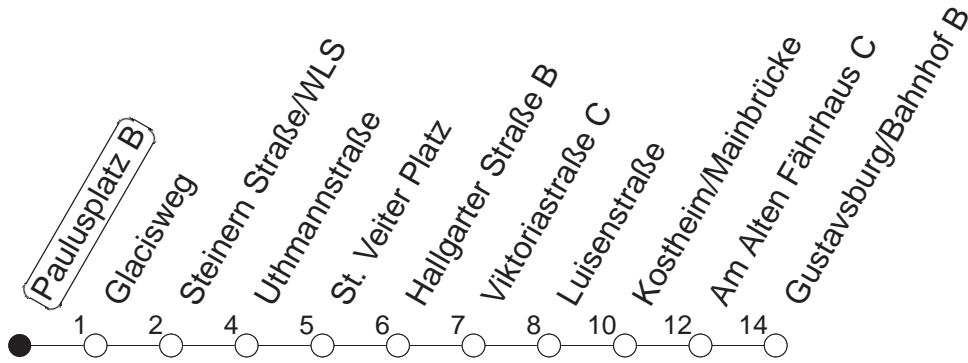 Paulusplatz B
Glacisweg
Steinern Straße/WLS
Uthmannstraße
St. Veiter Platz
Hallgarter Straße B
Viktoriastraße C
Luisenstraße
Kostheim/Mainbrücke
Am Alten Fährhaus C
Gustavsburg/Bahnhof B
1 2 4 5 6 7 8 10 12 14